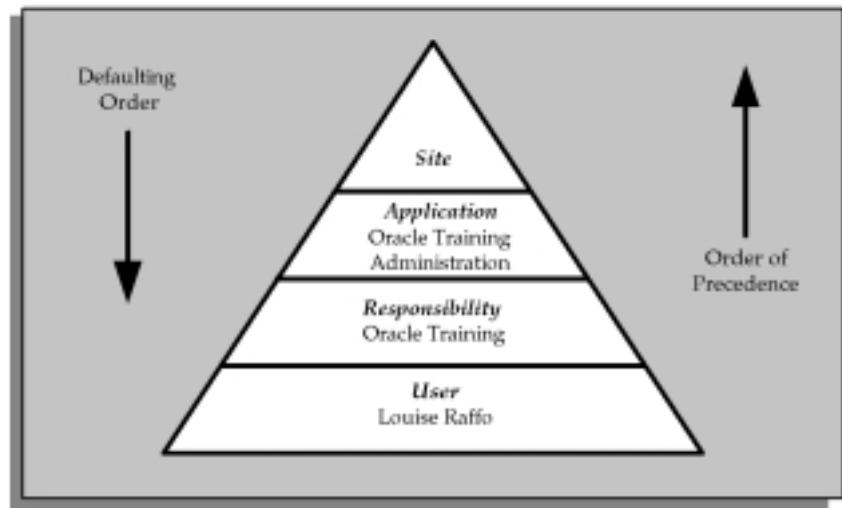 Defaulting
Order
Site
Application
Oracle Training
Administration
Responsibility
Oracle Training
User
Louise Raffo
Order of
Precedence